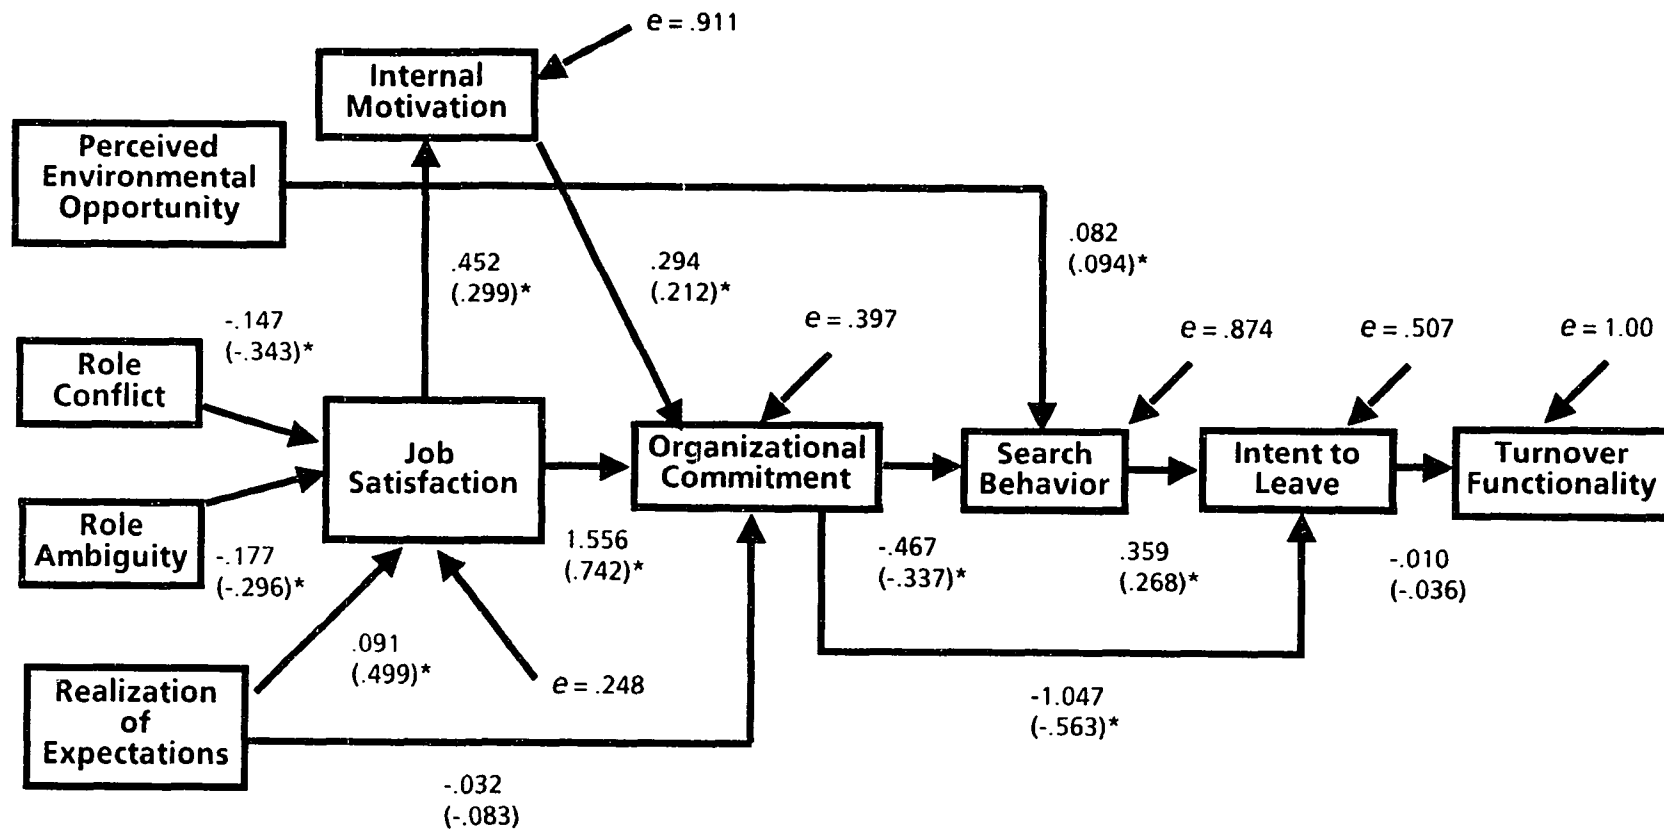 e = .911
Internal
Motivation
Perceived
Environmental
Opportunity
.082
(.094)*
.452
(.299)*
.294
(.212)*
-.147
(-.343)*
e = .397
e = .874
e = .507
e = 1.00
Role
Conflict
Job
Satisfaction
Organizational
Commitment
Search
Behavior
Intent to
Leave
Turnover
Functionality
Role
Ambiguity
-.177
(-.296)*
1.556
(.742)*
-.467
(-.337)*
.359
(.268)*
-.010
(-.036)
.091
(.499)*
e = .248
Realization
of
Expectations
-1.047
(-.563)*
-.032
(-.083)